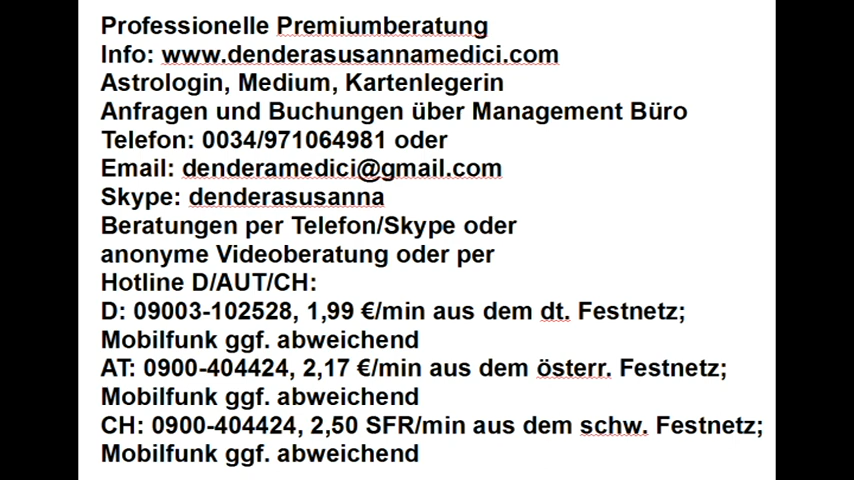 Professionelle Premiumberatung
Info: www.denderasusannamedici.com
Astrologin, Medium, Kartenlegerin
Anfragen und Buchungen über Management Büro
Telefon: 0034/971064981 oder
Email: denderamedici@gmail.com
Skype: denderasusanna
Beratungen per Telefon/Skype oder
anonyme Videoberatung oder per
Hotline D/AUT/CH:
D: 09003-102528, 1,99 €/min aus dem dt. Festnetz;
Mobilfunk ggf. abweichend
AT: 0900-404424, 2,17 €/min aus dem österr. Festnetz;
Mobilfunk ggf. abweichend
CH: 0900-404424, 2,50 SFR/min aus dem schw. Festnetz;
Mobilfunk ggf. abweichend